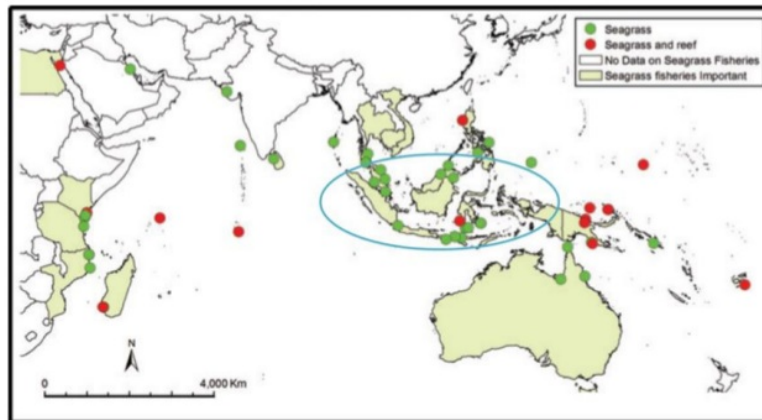 Seagrass
Seagrass and reef
No Data on Seagrass Fisheries
Seagrass fisheries Important
N
0 4,000 Km